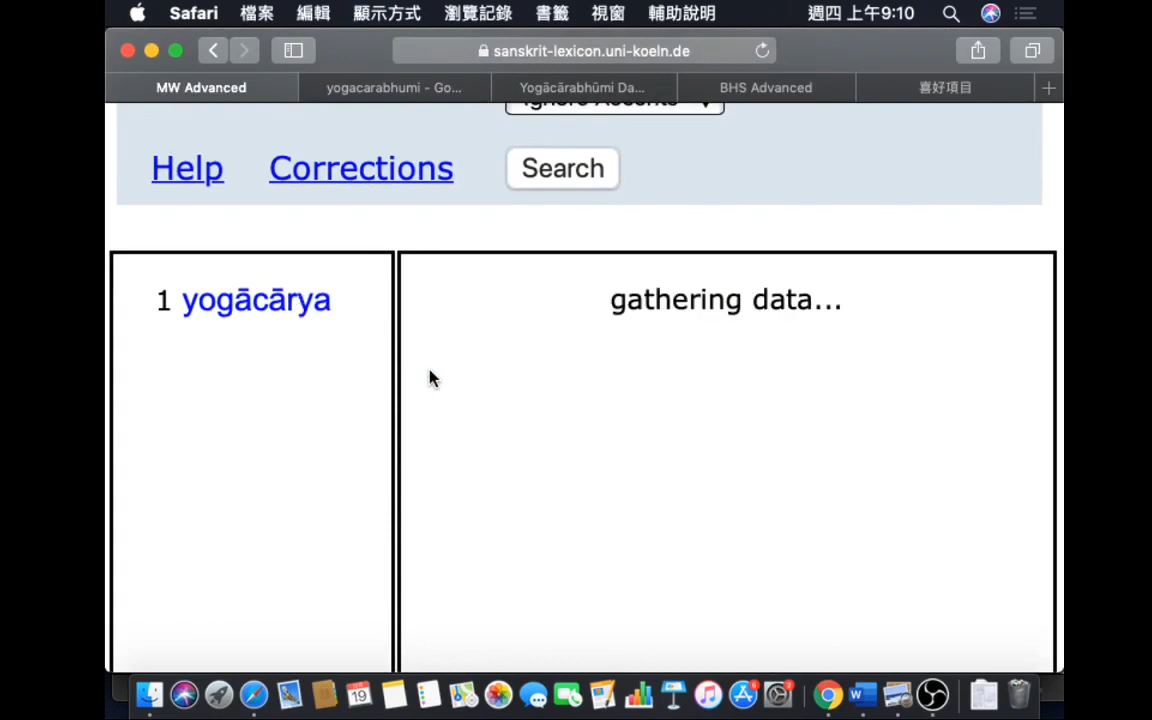 Safari 檔案 編輯 顯示方式 瀏覽記錄 書籤 視窗 輔助說明 週四 上午9:10
sanskrit-lexicon.uni-koeln.de
MW Advanced yogacarabhumi - Go... Yogācārabhūmi Da... BHS Advanced 喜好項目 +
Ignore Accents
Help Corrections Search
1 yogācārya gathering data...
19